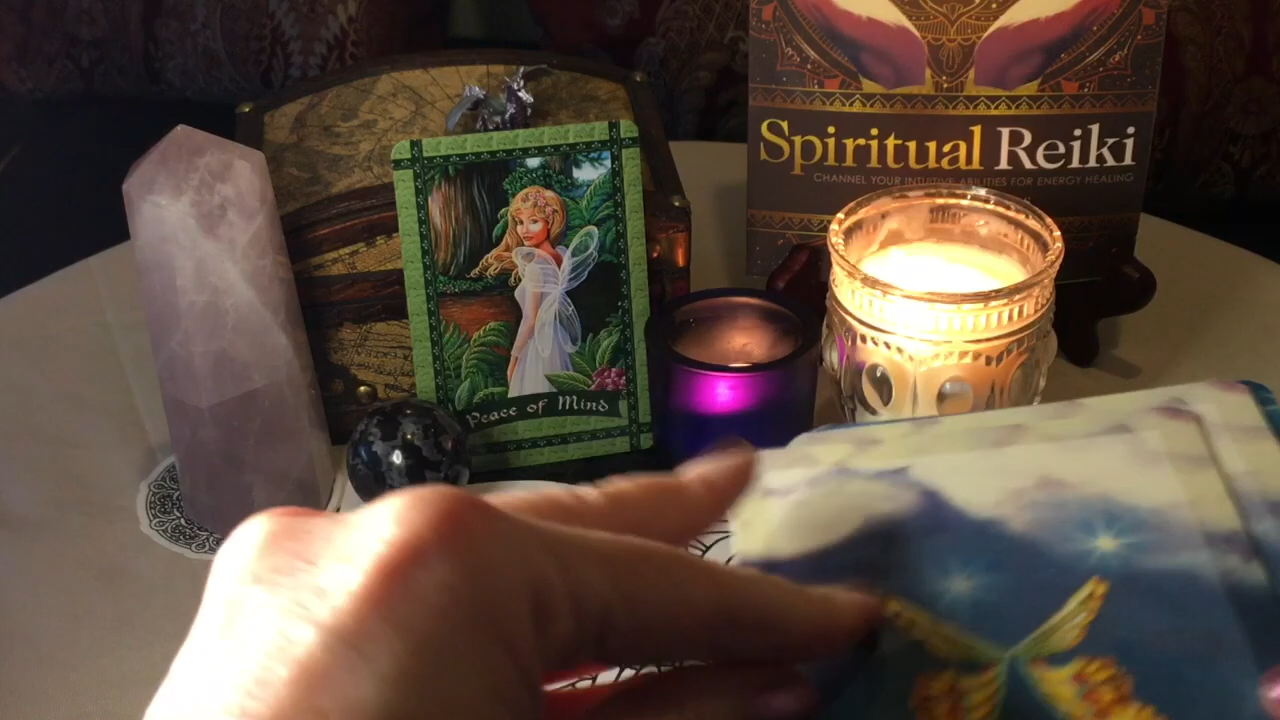 Spiritual Reiki
CHANNEL YOUR INTUITIVE ABILITIES FOR ENERGY HEALING
Peace of Mind